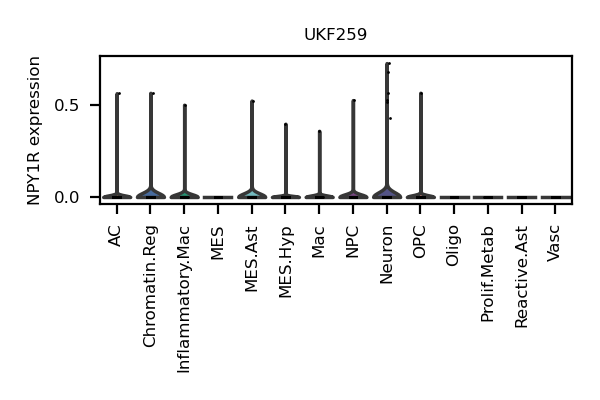 UKF259
NPY1R expression
0.5
0.0
AC
Chromatin.Reg
Inflammatory.Mac
MES
MES.Ast
MES.Hyp
Mac
NPC
Neuron
OPC
Oligo
Prolif.Metab
Reactive.Ast
Vasc